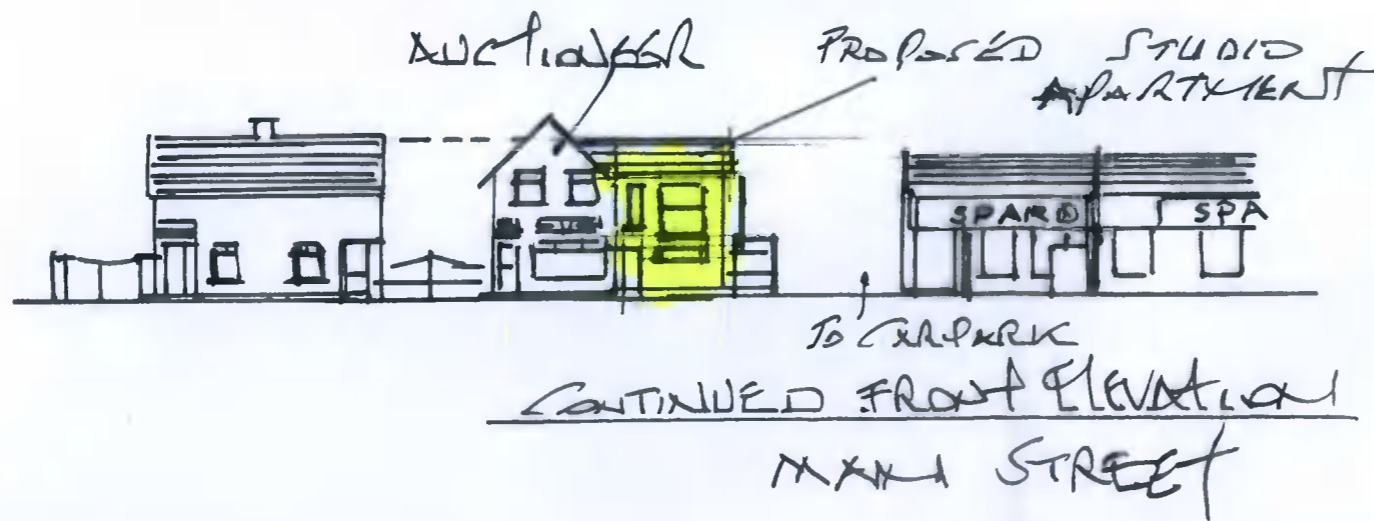 AUCTIONEER
PROPOSED STUDIO
APARTMENT
SPAR
SPA
TO CARPARK
CONTINUED FRONT ELEVATION
MAIN STREET